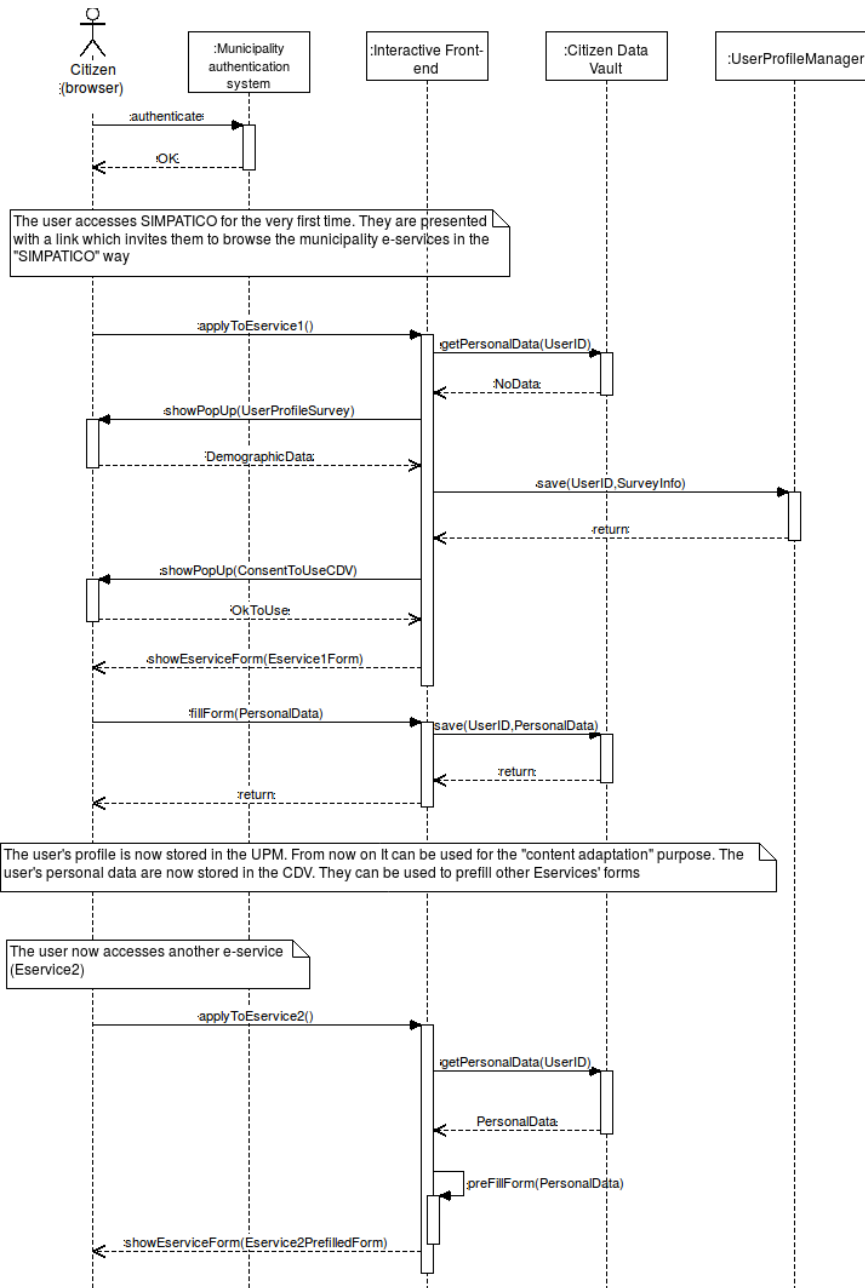 Citizen
:(browser)
:Municipality
authentication
system
:Interactive Front-
end
:Citizen Data
Vault
:UserProfileManager
:authenticate:
:OK:
The user accesses SIMPATICO for the very first time. They are presented
with a link which invites them to browse the municipality e-services in the
"SIMPATICO" way
:applyToEservice1()
:getPersonalData(UserID)
:NoData:
:showPopUp(UserProfileSurvey)
:DemographicData:
:save(UserID,SurveyInfo)
:return:
:showPopUp(ConsentToUseCDV)
:OkToUse:
:showEserviceForm(Eservice1Form)
:fillForm(PersonalData)
save(UserID,PersonalData)
:return:
:return:
The user's profile is now stored in the UPM. From now on It can be used for the "content adaptation" purpose. The
user's personal data are now stored in the CDV. They can be used to prefill other Eservices' forms
The user now accesses another e-service
(Eservice2)
:applyToEservice2()
:getPersonalData(UserID)
PersonalData:
:preFillForm(PersonalData)
:showEserviceForm(Eservice2PrefilledForm)